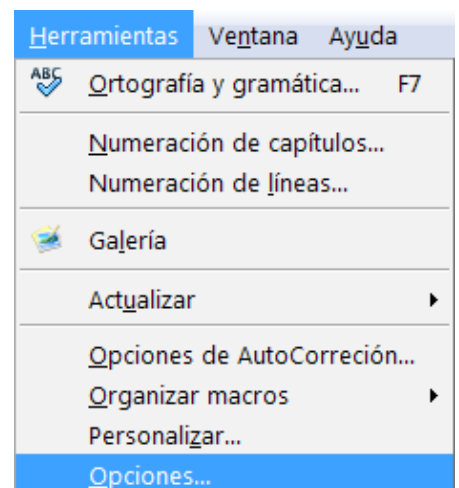 Herramientas Ventana Ayuda
ABC Ortografía y gramática... F7
Numeración de capítulos...
Numeración de líneas...
Galería
Actualizar
Opciones de AutoCorreción...
Organizar macros
Personalizar...
Opciones...